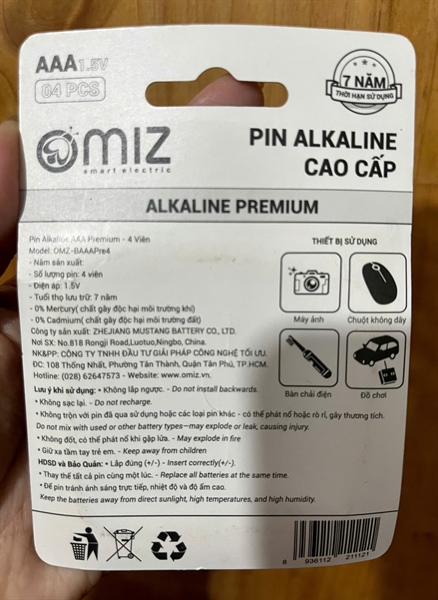 AAA 1.5V
04 PCS
7 NĂM
THỜI HẠN SỬ DỤNG
OMIZ
smart electric
PIN ALKALINE
CAO CẤP
ALKALINE PREMIUM
Pin Alkaline AAA Premium - 4 Viên
Model: OMZ-BAAAPre4
- Năm sản xuất:
- Số lượng pin: 4 viên
- Điện áp: 1.5V
- Tuổi thọ lưu trữ: 7 năm
- 0% Mercury( chất gây độc hại môi trường khí)
- 0% Cadmium( chất gây độc hại môi trường đất)
Công ty sản xuất: ZHEJIANG MUSTANG BATTERY CO., LTD.
Nơi SX: No.818 Rongji Road,Luotuo,Ningbo, China.
NK&PP: CÔNG TY TNHH ĐẦU TƯ GIẢI PHÁP CÔNG NGHỆ TỐI ƯU.
ĐC: 108 Thống Nhất, Phường Tân Thành, Quận Tân Phú, TP.HCM.
Hotline: (028) 62647573 - Website: www.omiz.vn.
THIẾT BỊ SỬ DỤNG
Máy ảnh
Chuột không dây
Bàn chải điện
Đồ chơi
Lưu ý khi sử dụng: • Không lắp ngược. - Do not install backwards.
• Không sạc lại. - Do not recharge.
• Không trộn với pin đã qua sử dụng hoặc các loại pin khác - có thể phát nổ hoặc rò rỉ, gây thương tích.
Do not mix with used or other battery types—may explode or leak, causing injury.
• Không đốt, có thể phát nổ khi gặp lửa. - May explode in fire
• Giữ xa tầm tay trẻ em. - Keep away from children
HDSD và Bảo Quản: • Lắp đúng (+/-) - Insert correctly(+/-).
• Thay thế tất cả pin cùng một lúc. - Replace all batteries at the same time.
• Để pin tránh ánh sáng trực tiếp, nhiệt độ và độ ẩm cao.
Keep the batteries away from direct sunlight, high temperatures, and high humidity.
8 936112 211121